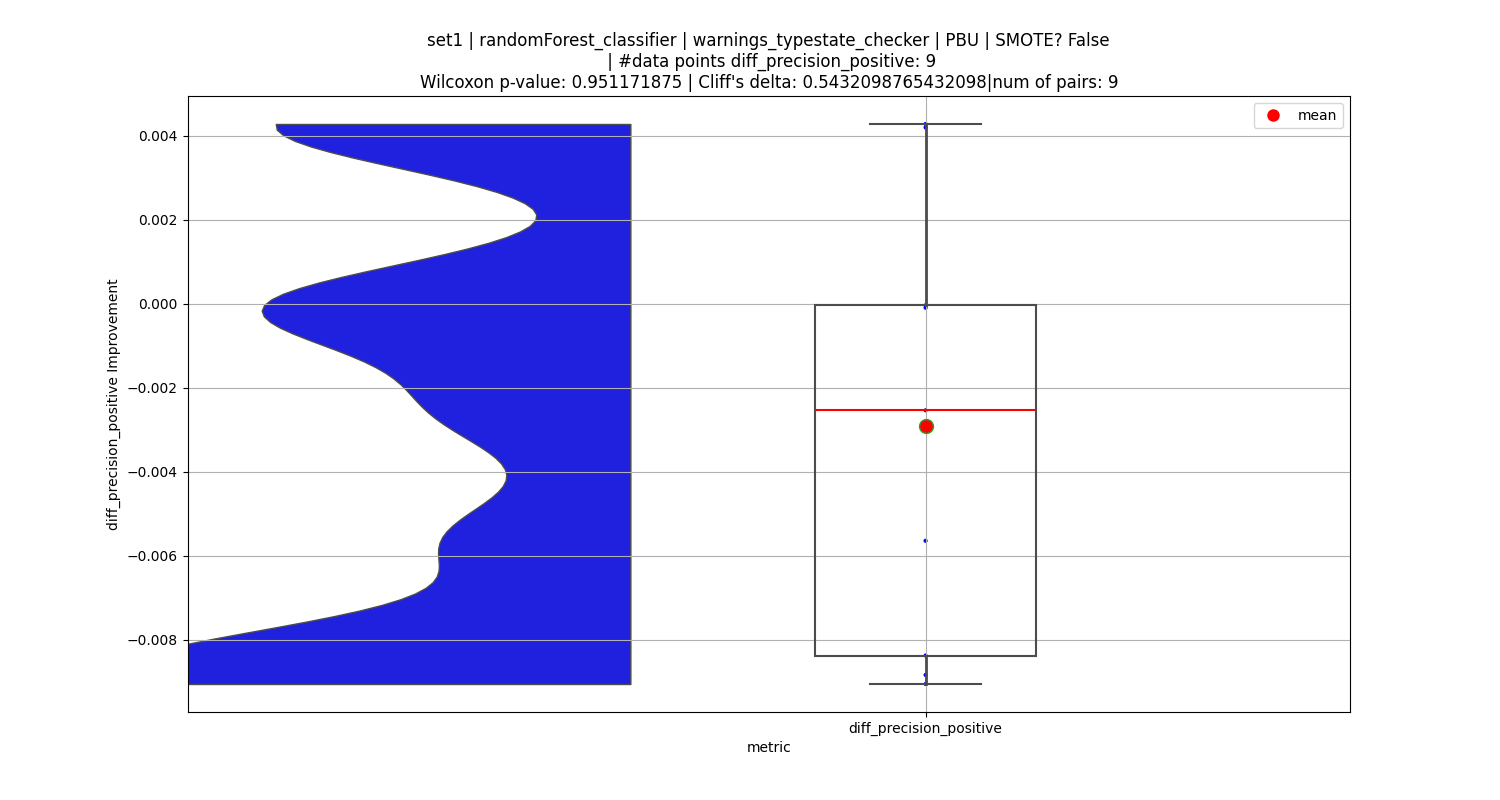 set1 | randomForest_classifier | warnings_typestate_checker | PBU | SMOTE? False
| #data points diff_precision_positive: 9
Wilcoxon p-value: 0.951171875 | Cliff's delta: 0.5432098765432098|num of pairs: 9
mean
0.004
0.002
0.000
−0.002
−0.004
−0.006
−0.008
diff_precision_positive Improvement
diff_precision_positive
metric